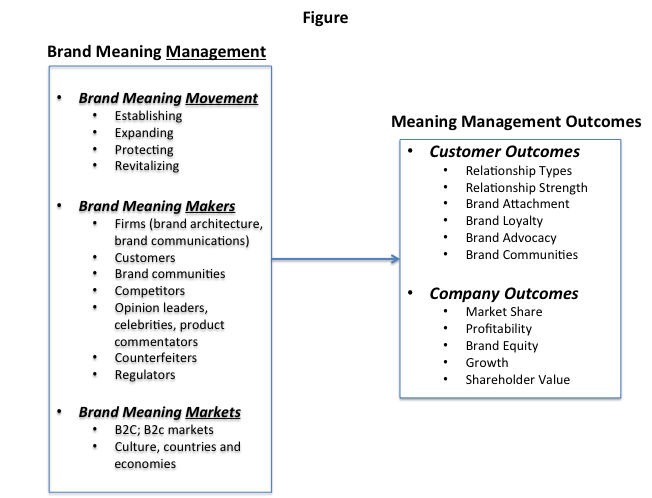 Figure
Brand Meaning Management
• Brand Meaning Movement
• Establishing
• Expanding
• Protecting
• Revitalizing
• Brand Meaning Makers
• Firms (brand architecture,
brand communications)
• Customers
• Brand communities
• Competitors
• Opinion leaders,
celebrities, product
commentators
• Counterfeiters
• Regulators
• Brand Meaning Markets
• B2C; B2c markets
• Culture, countries and
economies
Meaning Management Outcomes
• Customer Outcomes
• Relationship Types
• Relationship Strength
• Brand Attachment
• Brand Loyalty
• Brand Advocacy
• Brand Communities
• Company Outcomes
• Market Share
• Profitability
• Brand Equity
• Growth
• Shareholder Value